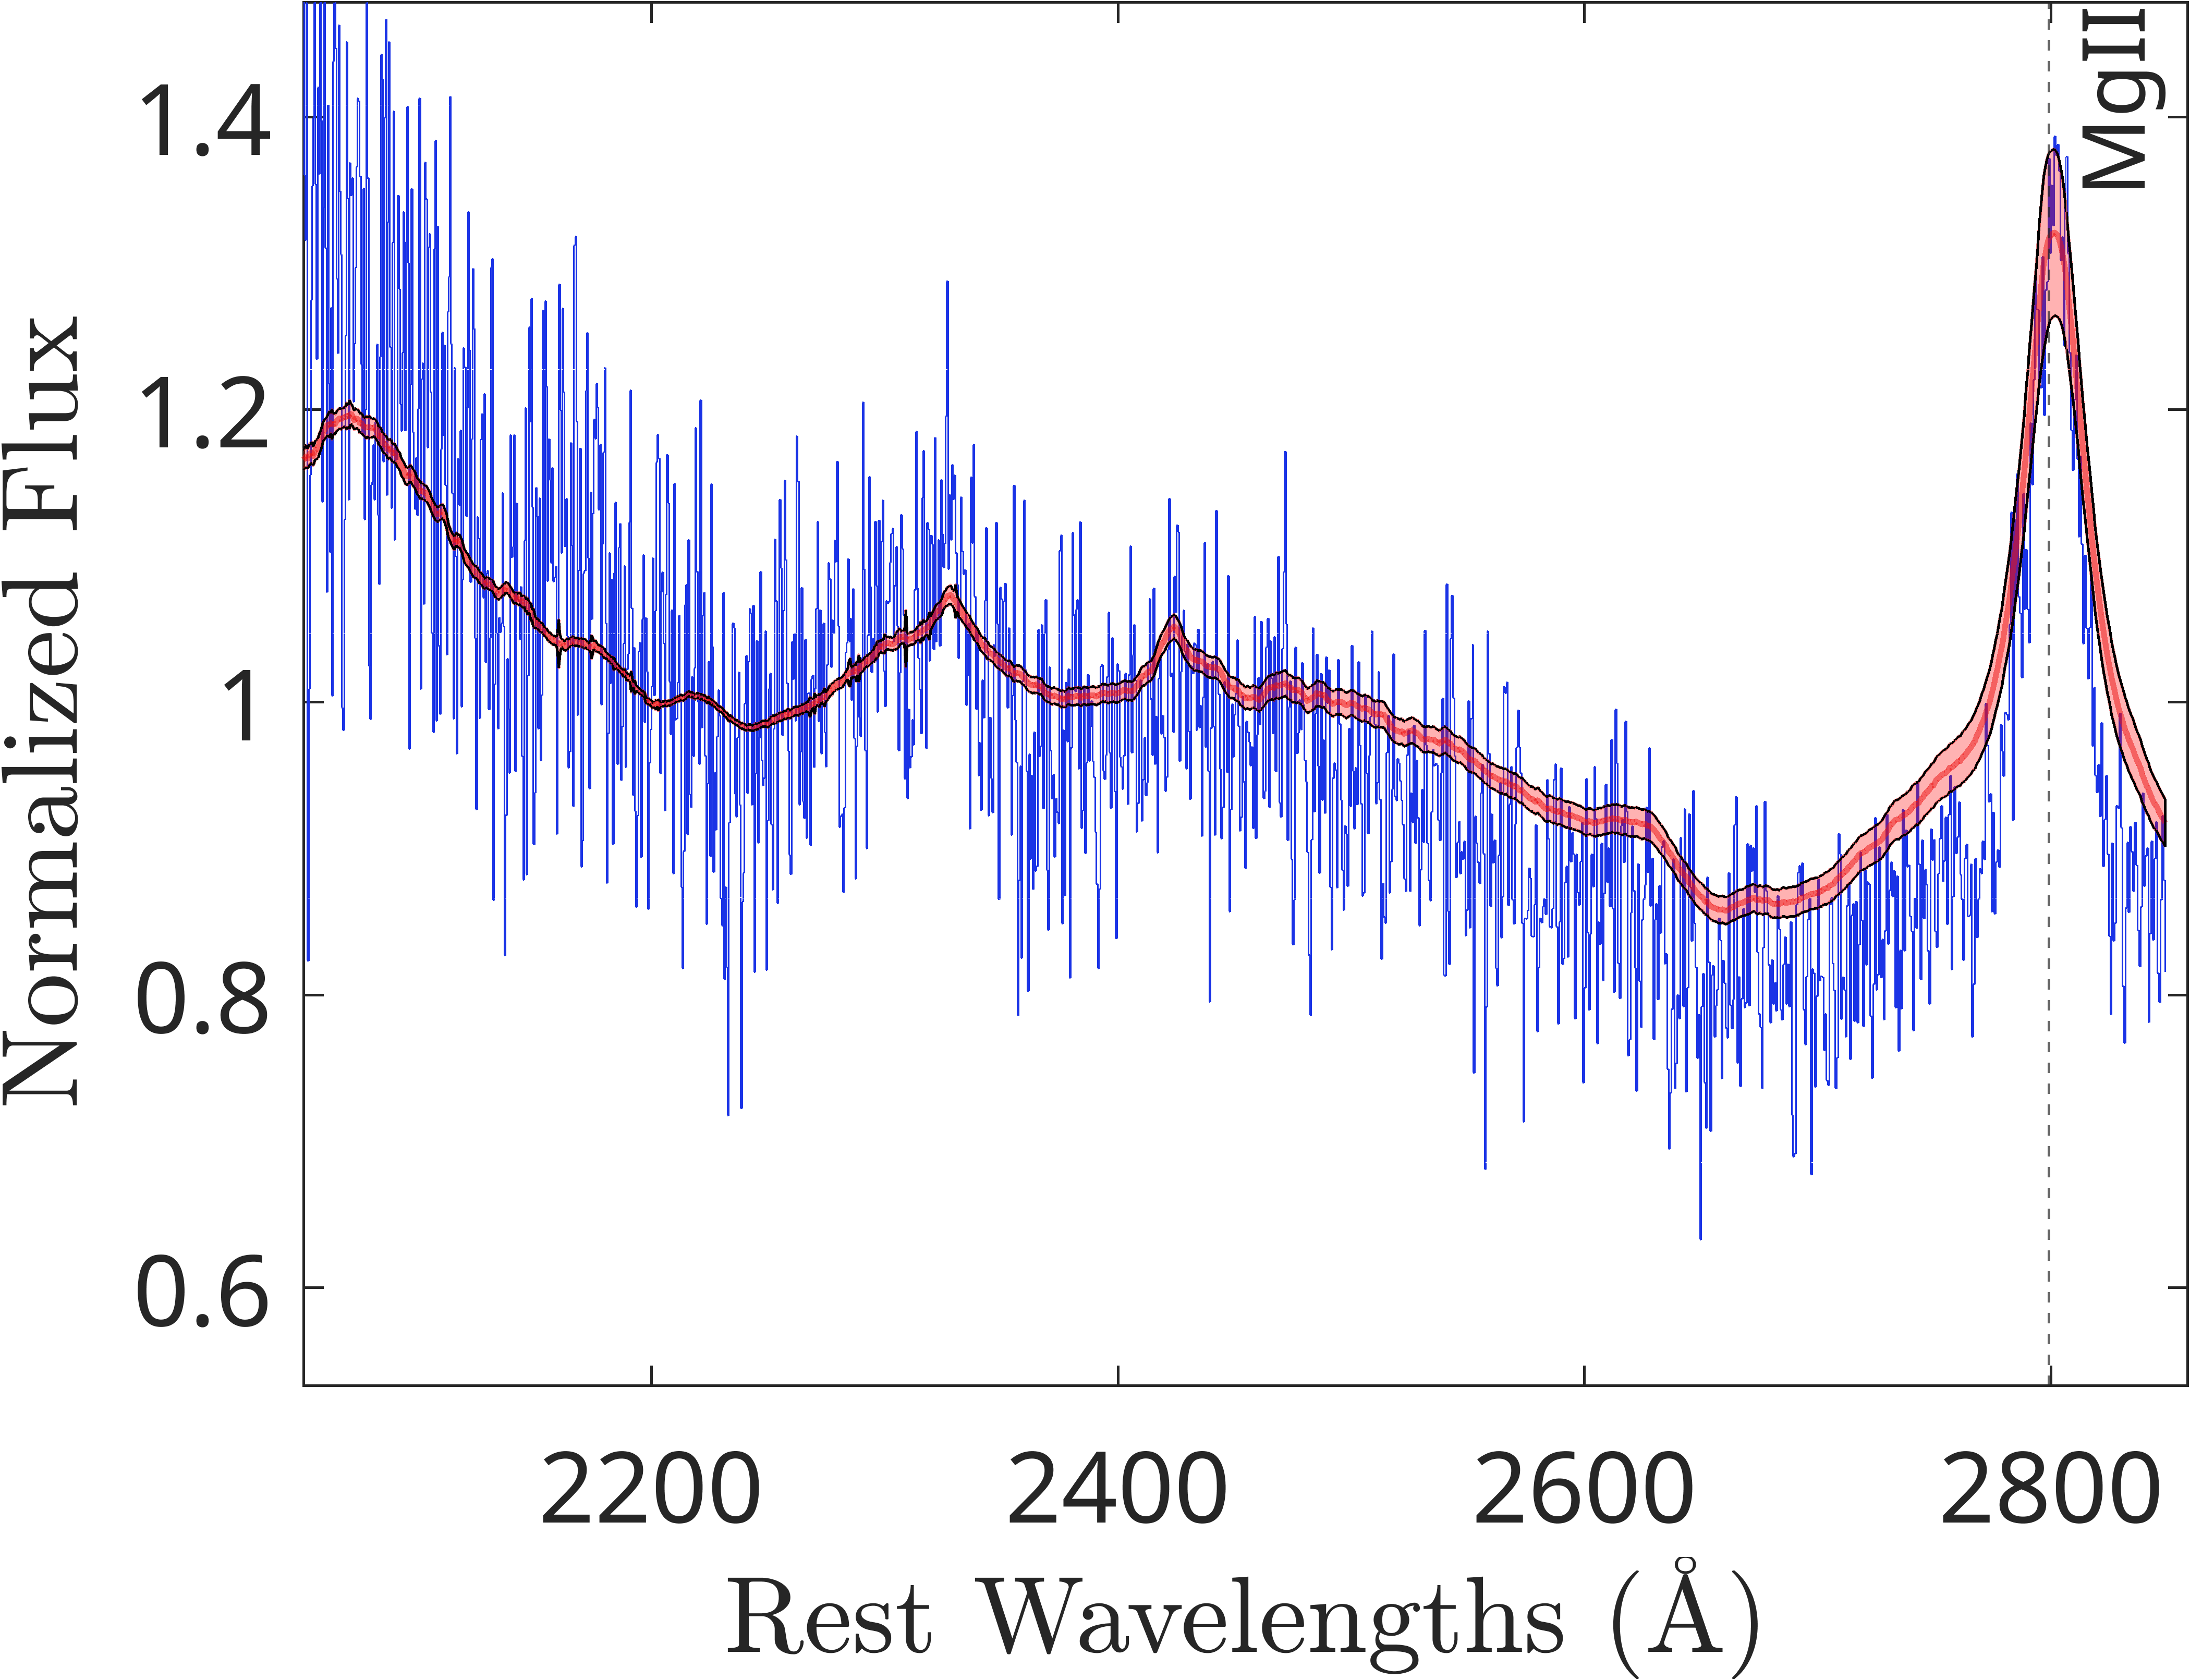 Normalized Flux
1.4
1.2
1
0.8
0.6
MgII
2200 2400 2600 2800
Rest Wavelengths (Å)